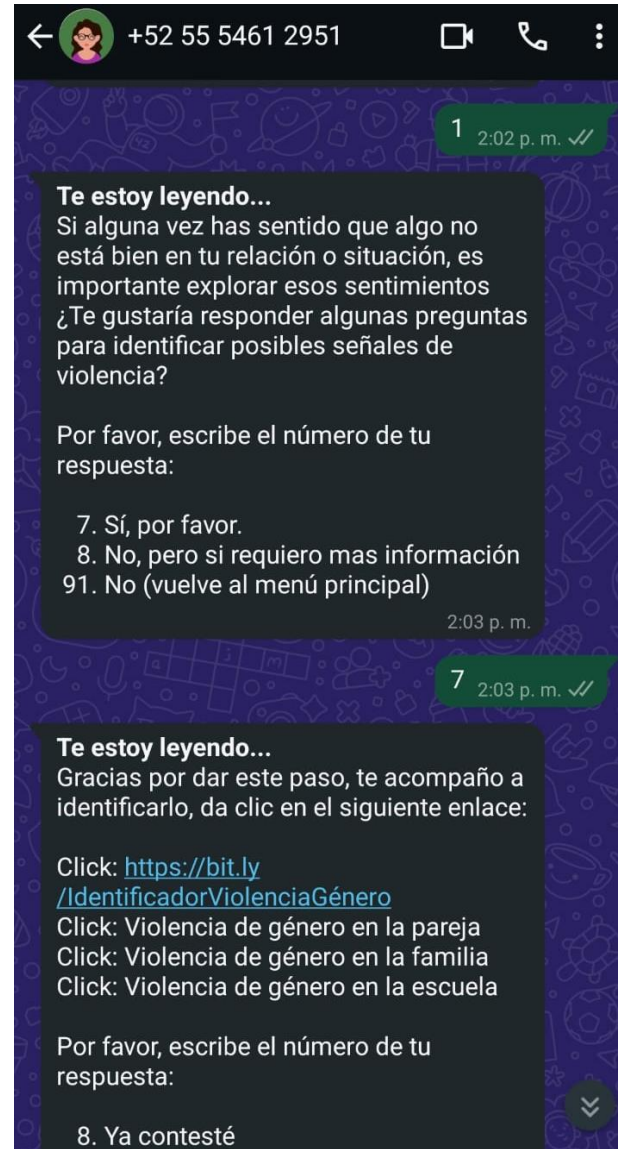 +52 55 5461 2951
1 2:02 p. m.
Te estoy leyendo...
Si alguna vez has sentido que algo no
está bien en tu relación o situación, es
importante explorar esos sentimientos
¿Te gustaría responder algunas preguntas
para identificar posibles señales de
violencia?
Por favor, escribe el número de tu
respuesta:
7. Sí, por favor.
8. No, pero si requiero mas información
91. No (vuelve al menú principal)
2:03 p. m.
7 2:03 p. m.
Te estoy leyendo...
Gracias por dar este paso, te acompaño a
identificarlo, da clic en el siguiente enlace:
Click: https://bit.ly
/IdentificadorViolenciaGénero
Click: Violencia de género en la pareja
Click: Violencia de género en la familia
Click: Violencia de género en la escuela
Por favor, escribe el número de tu
respuesta:
8. Ya contesté